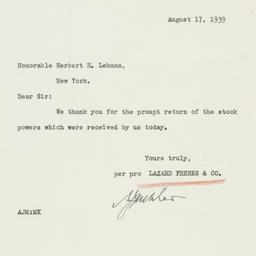 August 17, 1939
Honorable Herbert H. Lehman,
New York.
Dear Sir:
We thank you for the prompt return of the stock
powers which were received by us today.
Yours truly,
per pro LAZARD FRERES & CO.
AJM:MK